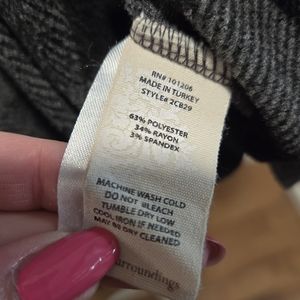 RN# 101206
MADE IN TURKEY
STYLE# 2CB29
63% POLYESTER
34% RAYON
3% SPANDEX
MACHINE WASH COLD
DO NOT BLEACH
TUMBLE DRY LOW
COOL IRON IF NEEDED
MAY BE DRY CLEANED
urroundings